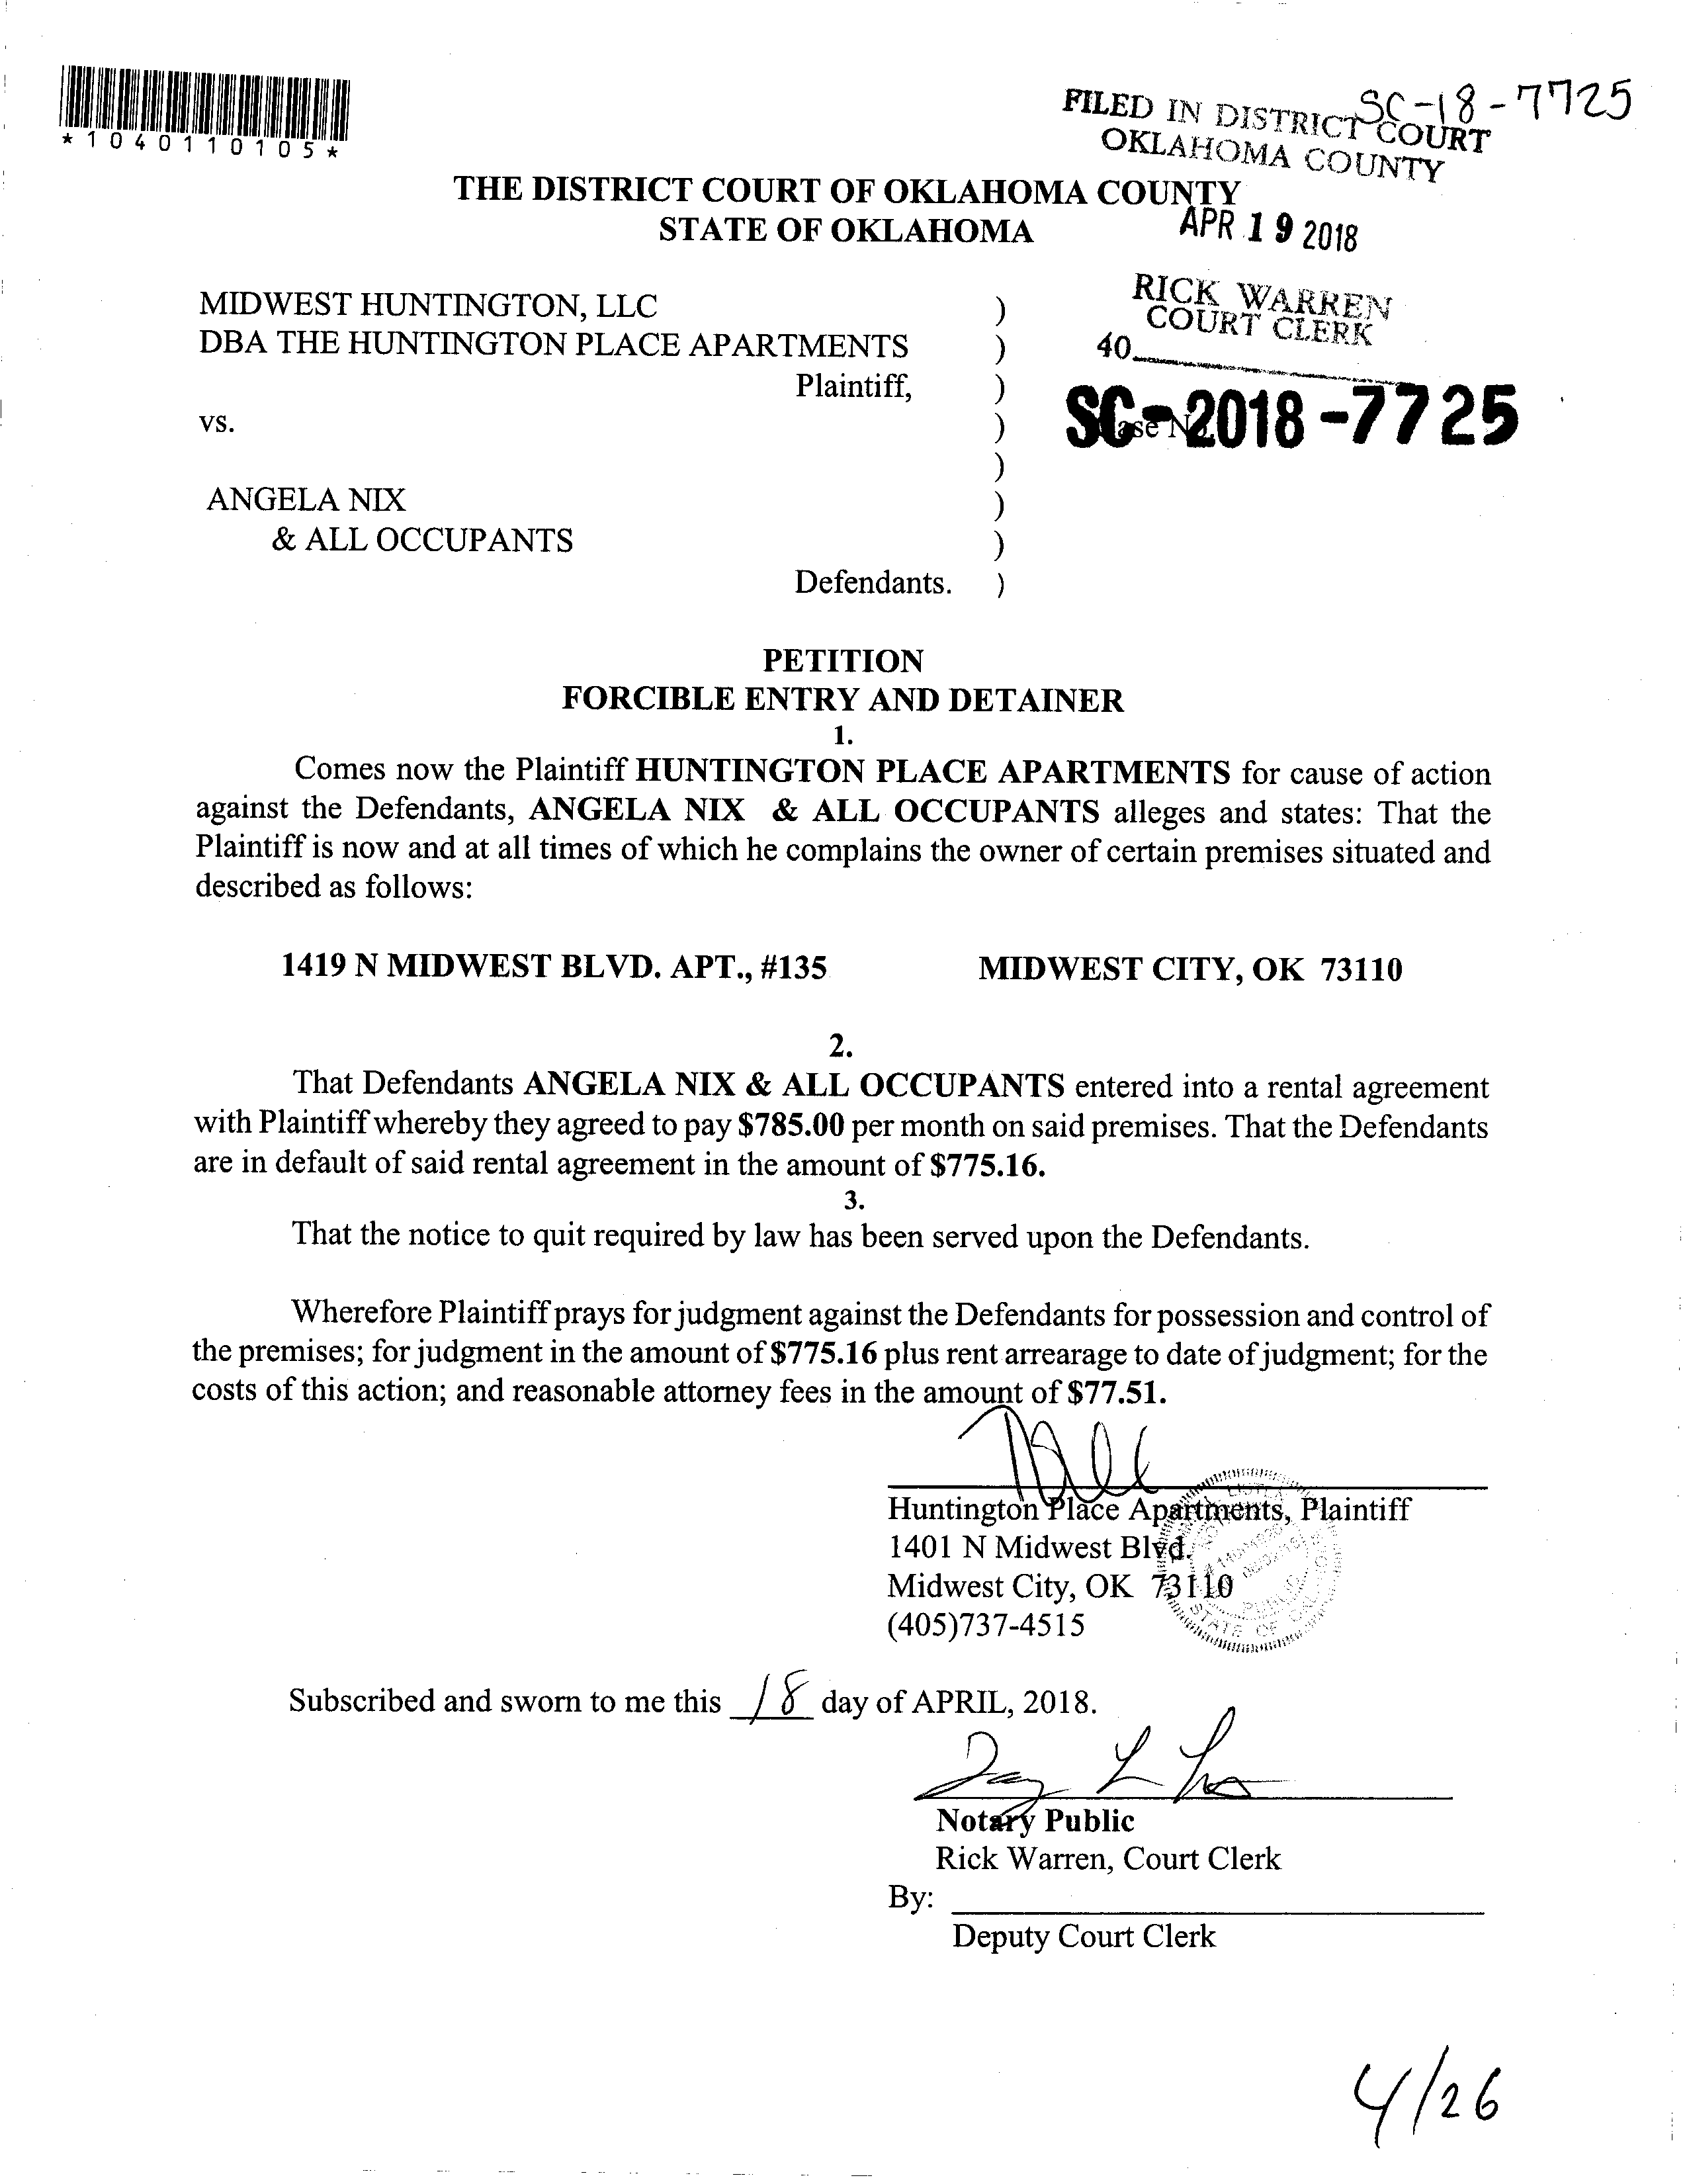 *1040110105*
SC-18-7725
FILED IN DISTRICT COURT
OKLAHOMA COUNTY
THE DISTRICT COURT OF OKLAHOMA COUNTY
STATE OF OKLAHOMA
APR 19 2018
RICK WARREN
COURT CLERK
40
MIDWEST HUNTINGTON, LLC )
DBA THE HUNTINGTON PLACE APARTMENTS )
Plaintiff, )
SC-2018-7725
vs. )
)
ANGELA NIX )
& ALL OCCUPANTS )
Defendants. )
PETITION
FORCIBLE ENTRY AND DETAINER
1.
Comes now the Plaintiff HUNTINGTON PLACE APARTMENTS for cause of action
against the Defendants, ANGELA NIX & ALL OCCUPANTS alleges and states: That the
Plaintiff is now and at all times of which he complains the owner of certain premises situated and
described as follows:
1419 N MIDWEST BLVD. APT., #135 MIDWEST CITY, OK 73110
2.
That Defendants ANGELA NIX & ALL OCCUPANTS entered into a rental agreement
with Plaintiff whereby they agreed to pay $785.00 per month on said premises. That the Defendants
are in default of said rental agreement in the amount of $775.16.
3.
That the notice to quit required by law has been served upon the Defendants.
Wherefore Plaintiff prays for judgment against the Defendants for possession and control of
the premises; for judgment in the amount of $775.16 plus rent arrearage to date of judgment; for the
costs of this action; and reasonable attorney fees in the amount of $77.51.
Huntington Place Apartments, Plaintiff
1401 N Midwest Blvd.
Midwest City, OK 73110
(405)737-4515
STATE OF
Subscribed and sworn to me this 18 day of APRIL, 2018.
Notary Public
Rick Warren, Court Clerk
By:
Deputy Court Clerk
4/26